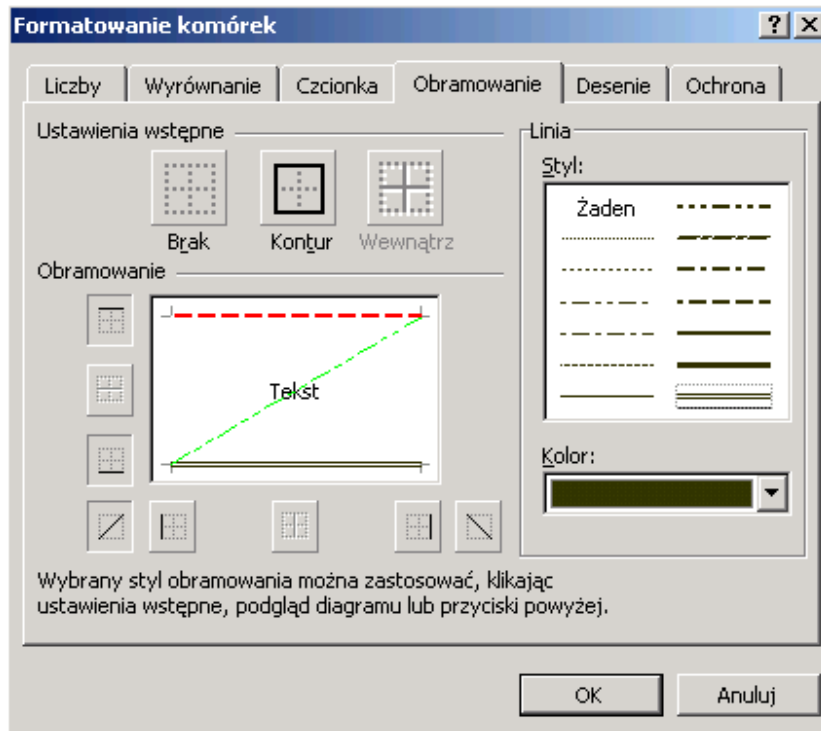 Formatowanie komórek
Liczby Wyrównanie Czcionka Obramowanie Desenie Ochrona
Ustawienia wstępne
Brak Kontur Wewnątrz
Obramowanie
Tekst
Linia
Styl:
Żaden
Kolor:
Wybrany styl obramowania można zastosować, klikając
ustawienia wstępne, podgląd diagramu lub przyciski powyżej.
OK Anuluj